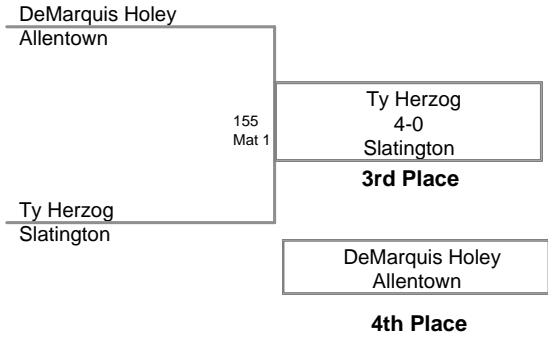 DeMarquis Holey
Allentown
155
Mat 1
Ty Herzog
4-0
Slatington
3rd Place
Ty Herzog
Slatington
DeMarquis Holey
Allentown
4th Place